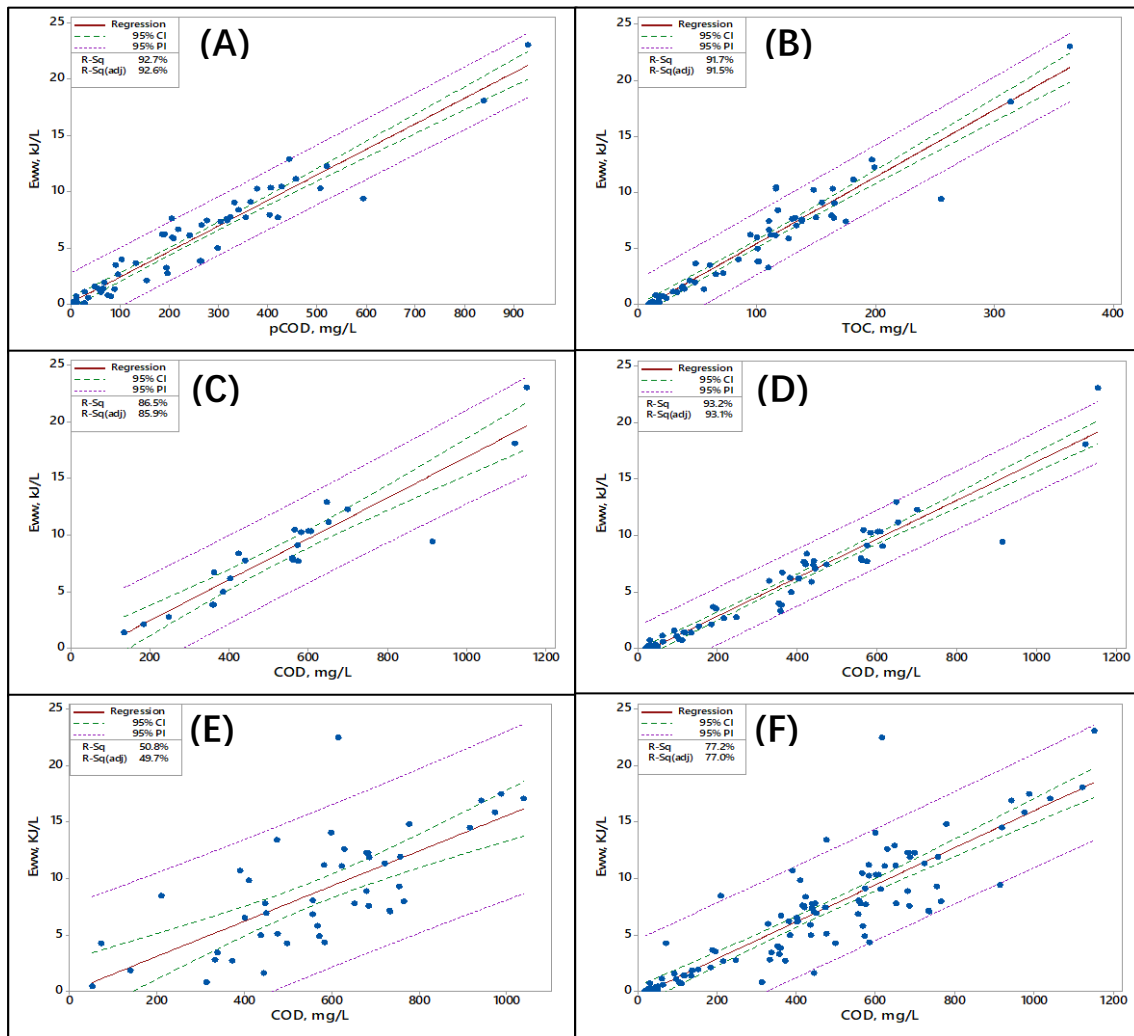 (A)
Regression
95% CI
95% PI
R-Sq 92.7%
R-Sq(adj) 92.6%
Eww, kJ/L
25
20
15
10
5
0
0 100 200 300 400 500 600 700 800 900
pCOD, mg/L
(B)
Regression
95% CI
95% PI
R-Sq 91.7%
R-Sq(adj) 91.5%
Eww, kJ/L
25
20
15
10
5
0
0 100 200 300 400
TOC, mg/L
(C)
Regression
95% CI
95% PI
R-Sq 86.5%
R-Sq(adj) 85.9%
Eww, kJ/L
25
20
15
10
5
0
0 200 400 600 800 1000 1200
COD, mg/L
(D)
Regression
95% CI
95% PI
R-Sq 93.2%
R-Sq(adj) 93.1%
Eww, kJ/L
25
20
15
10
5
0
0 200 400 600 800 1000 1200
COD, mg/L
(E)
Regression
95% CI
95% PI
R-Sq 50.8%
R-Sq(adj) 49.7%
Eww, KJ/L
25
20
15
10
5
0
0 200 400 600 800 1000
COD, mg/L
(F)
Regression
95% CI
95% PI
R-Sq 77.2%
R-Sq(adj) 77.0%
Eww, KJ/L
25
20
15
10
5
0
0 200 400 600 800 1000 1200
COD, mg/L